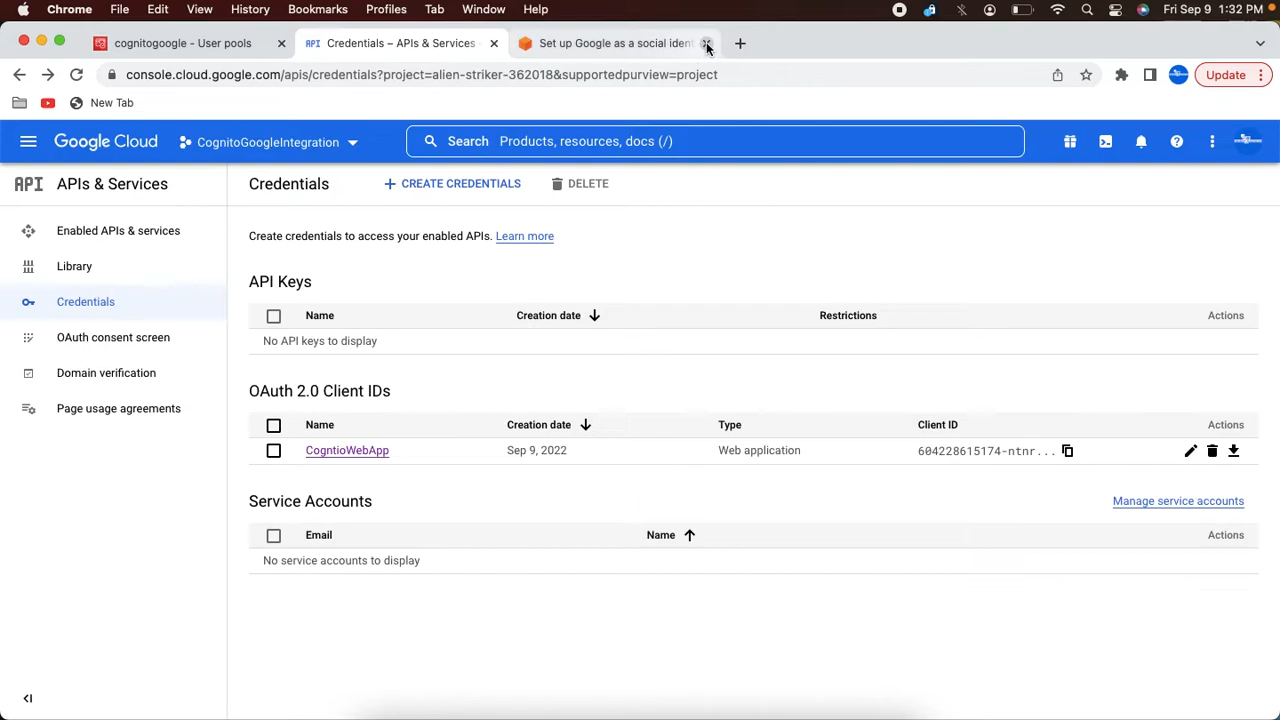 Chrome File Edit View History Bookmarks Profiles Tab Window Help Fri Sep 9 1:32 PM
cognitogoogle - User pools
API Credentials – APIs & Services
Set up Google as a social ident
console.cloud.google.com/apis/credentials?project=alien-striker-362018&supportedpurview=project
Update
New Tab
Google Cloud
CognitoGoogleIntegration
Search Products, resources, docs (/)
API APIs & Services
Credentials
CREATE CREDENTIALS
DELETE
Enabled APIs & services
Library
Credentials
OAuth consent screen
Domain verification
Page usage agreements
Create credentials to access your enabled APIs. Learn more
API Keys
Name Creation date Restrictions Actions
No API keys to display
OAuth 2.0 Client IDs
Name Creation date Type Client ID Actions
CogntioWebApp Sep 9, 2022 Web application 604228615174-ntnr...
Service Accounts
Manage service accounts
Email Name Actions
No service accounts to display